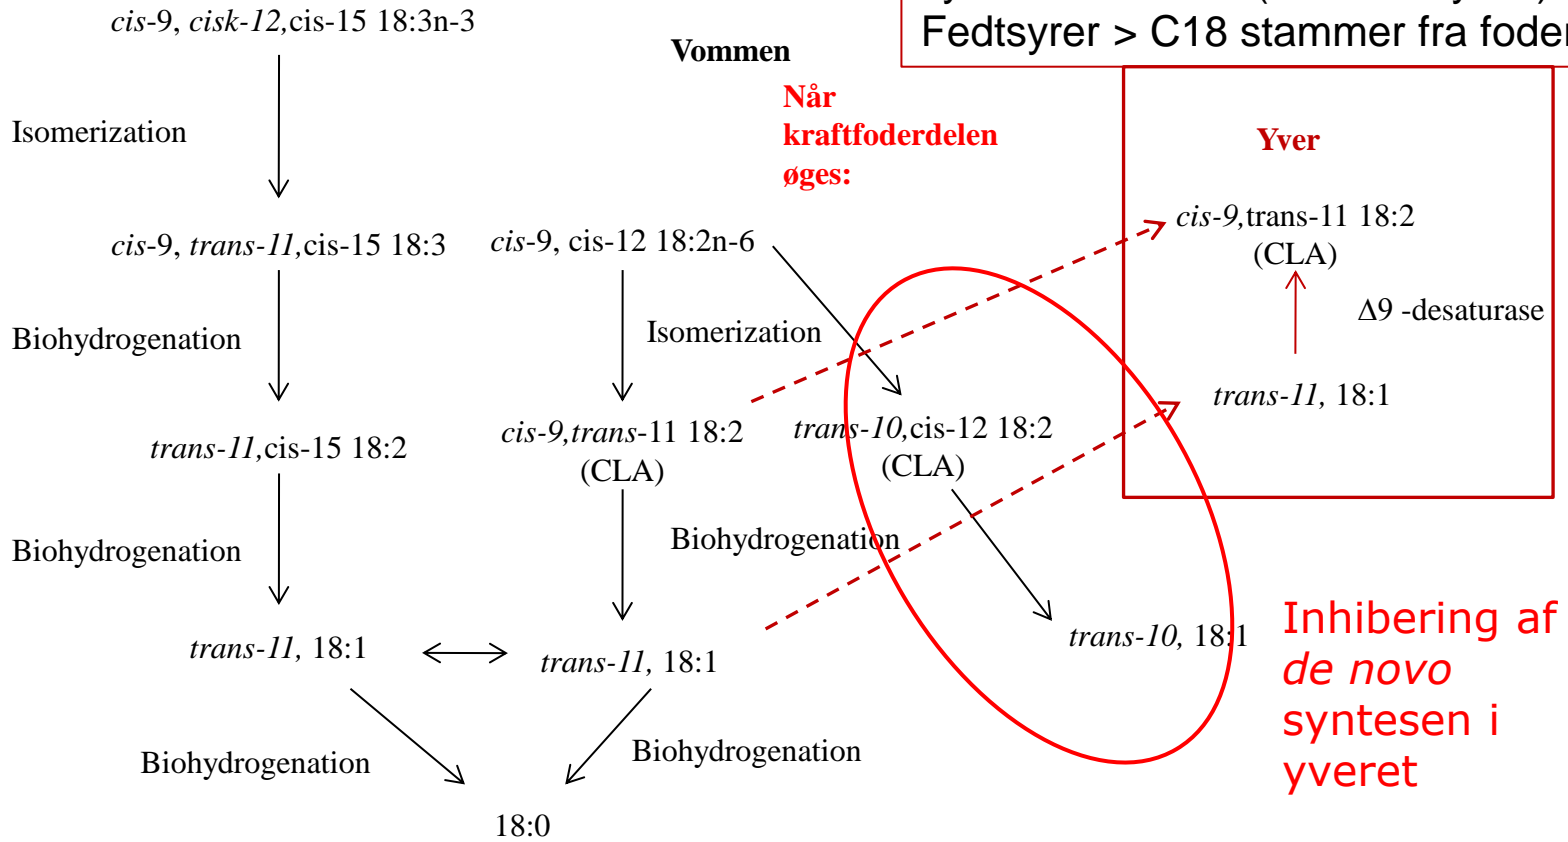 cis-9, cisk-12,cis-15 18:3n-3
Fedtsyrer > C18 stammer fra foder
Vommen
Når
kraftfoderdelen
øges:
Isomerization
Yver
cis-9, trans-11,cis-15 18:3
cis-9, cis-12 18:2n-6
cis-9,trans-11 18:2
(CLA)
Biohydrogenation
Isomerization
Δ9 -desaturase
trans-11, 18:1
trans-11,cis-15 18:2
cis-9,trans-11 18:2
(CLA)
trans-10,cis-12 18:2
(CLA)
Biohydrogenation
Biohydrogenation
trans-11, 18:1
trans-11, 18:1
trans-10, 18:1
Inhibering af
de novo
syntesen i
yveret
Biohydrogenation
Biohydrogenation
18:0